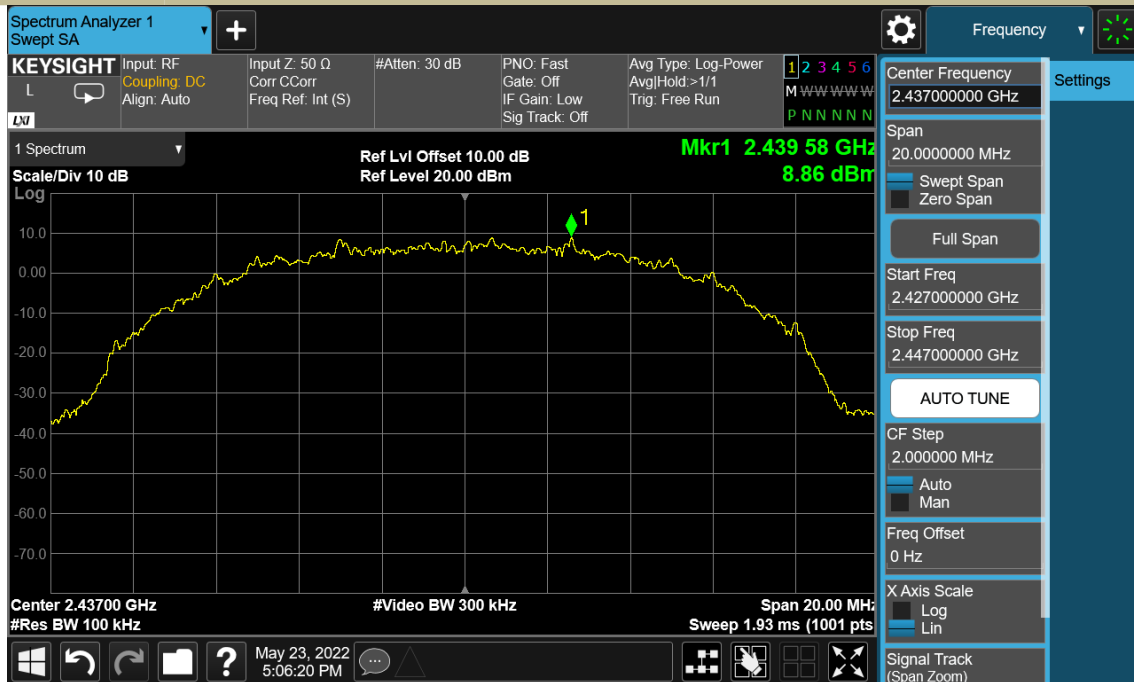 Spectrum Analyzer 1
Swept SA
Frequency
KEYSIGHT
L
LXI
Input: RF
Coupling: DC
Align: Auto
Input Z: 50 Ω
Corr CCorr
Freq Ref: Int (S)
#Atten: 30 dB
PNO: Fast
Gate: Off
IF Gain: Low
Sig Track: Off
Avg Type: Log-Power
Avg|Hold:>1/1
Trig: Free Run
1 2 3 4 5 6
M W W W W W
P N N N N N
1 Spectrum
Scale/Div 10 dB
Log
Ref Lvl Offset 10.00 dB
Ref Level 20.00 dBm
Mkr1 2.439 58 GHz
8.86 dBm
1
10.0
0.00
-10.0
-20.0
-30.0
-40.0
-50.0
-60.0
-70.0
Center 2.43700 GHz
#Video BW 300 kHz
Span 20.00 MHz
#Res BW 100 kHz
Sweep 1.93 ms (1001 pts
?
May 23, 2022
5:06:20 PM
Center Frequency
2.437000000 GHz
Span
20.0000000 MHz
Swept Span
Zero Span
Full Span
Start Freq
2.427000000 GHz
Stop Freq
2.447000000 GHz
AUTO TUNE
CF Step
2.000000 MHz
Auto
Man
Freq Offset
0 Hz
X Axis Scale
Log
Lin
Signal Track
(Span Zoom)
Settings